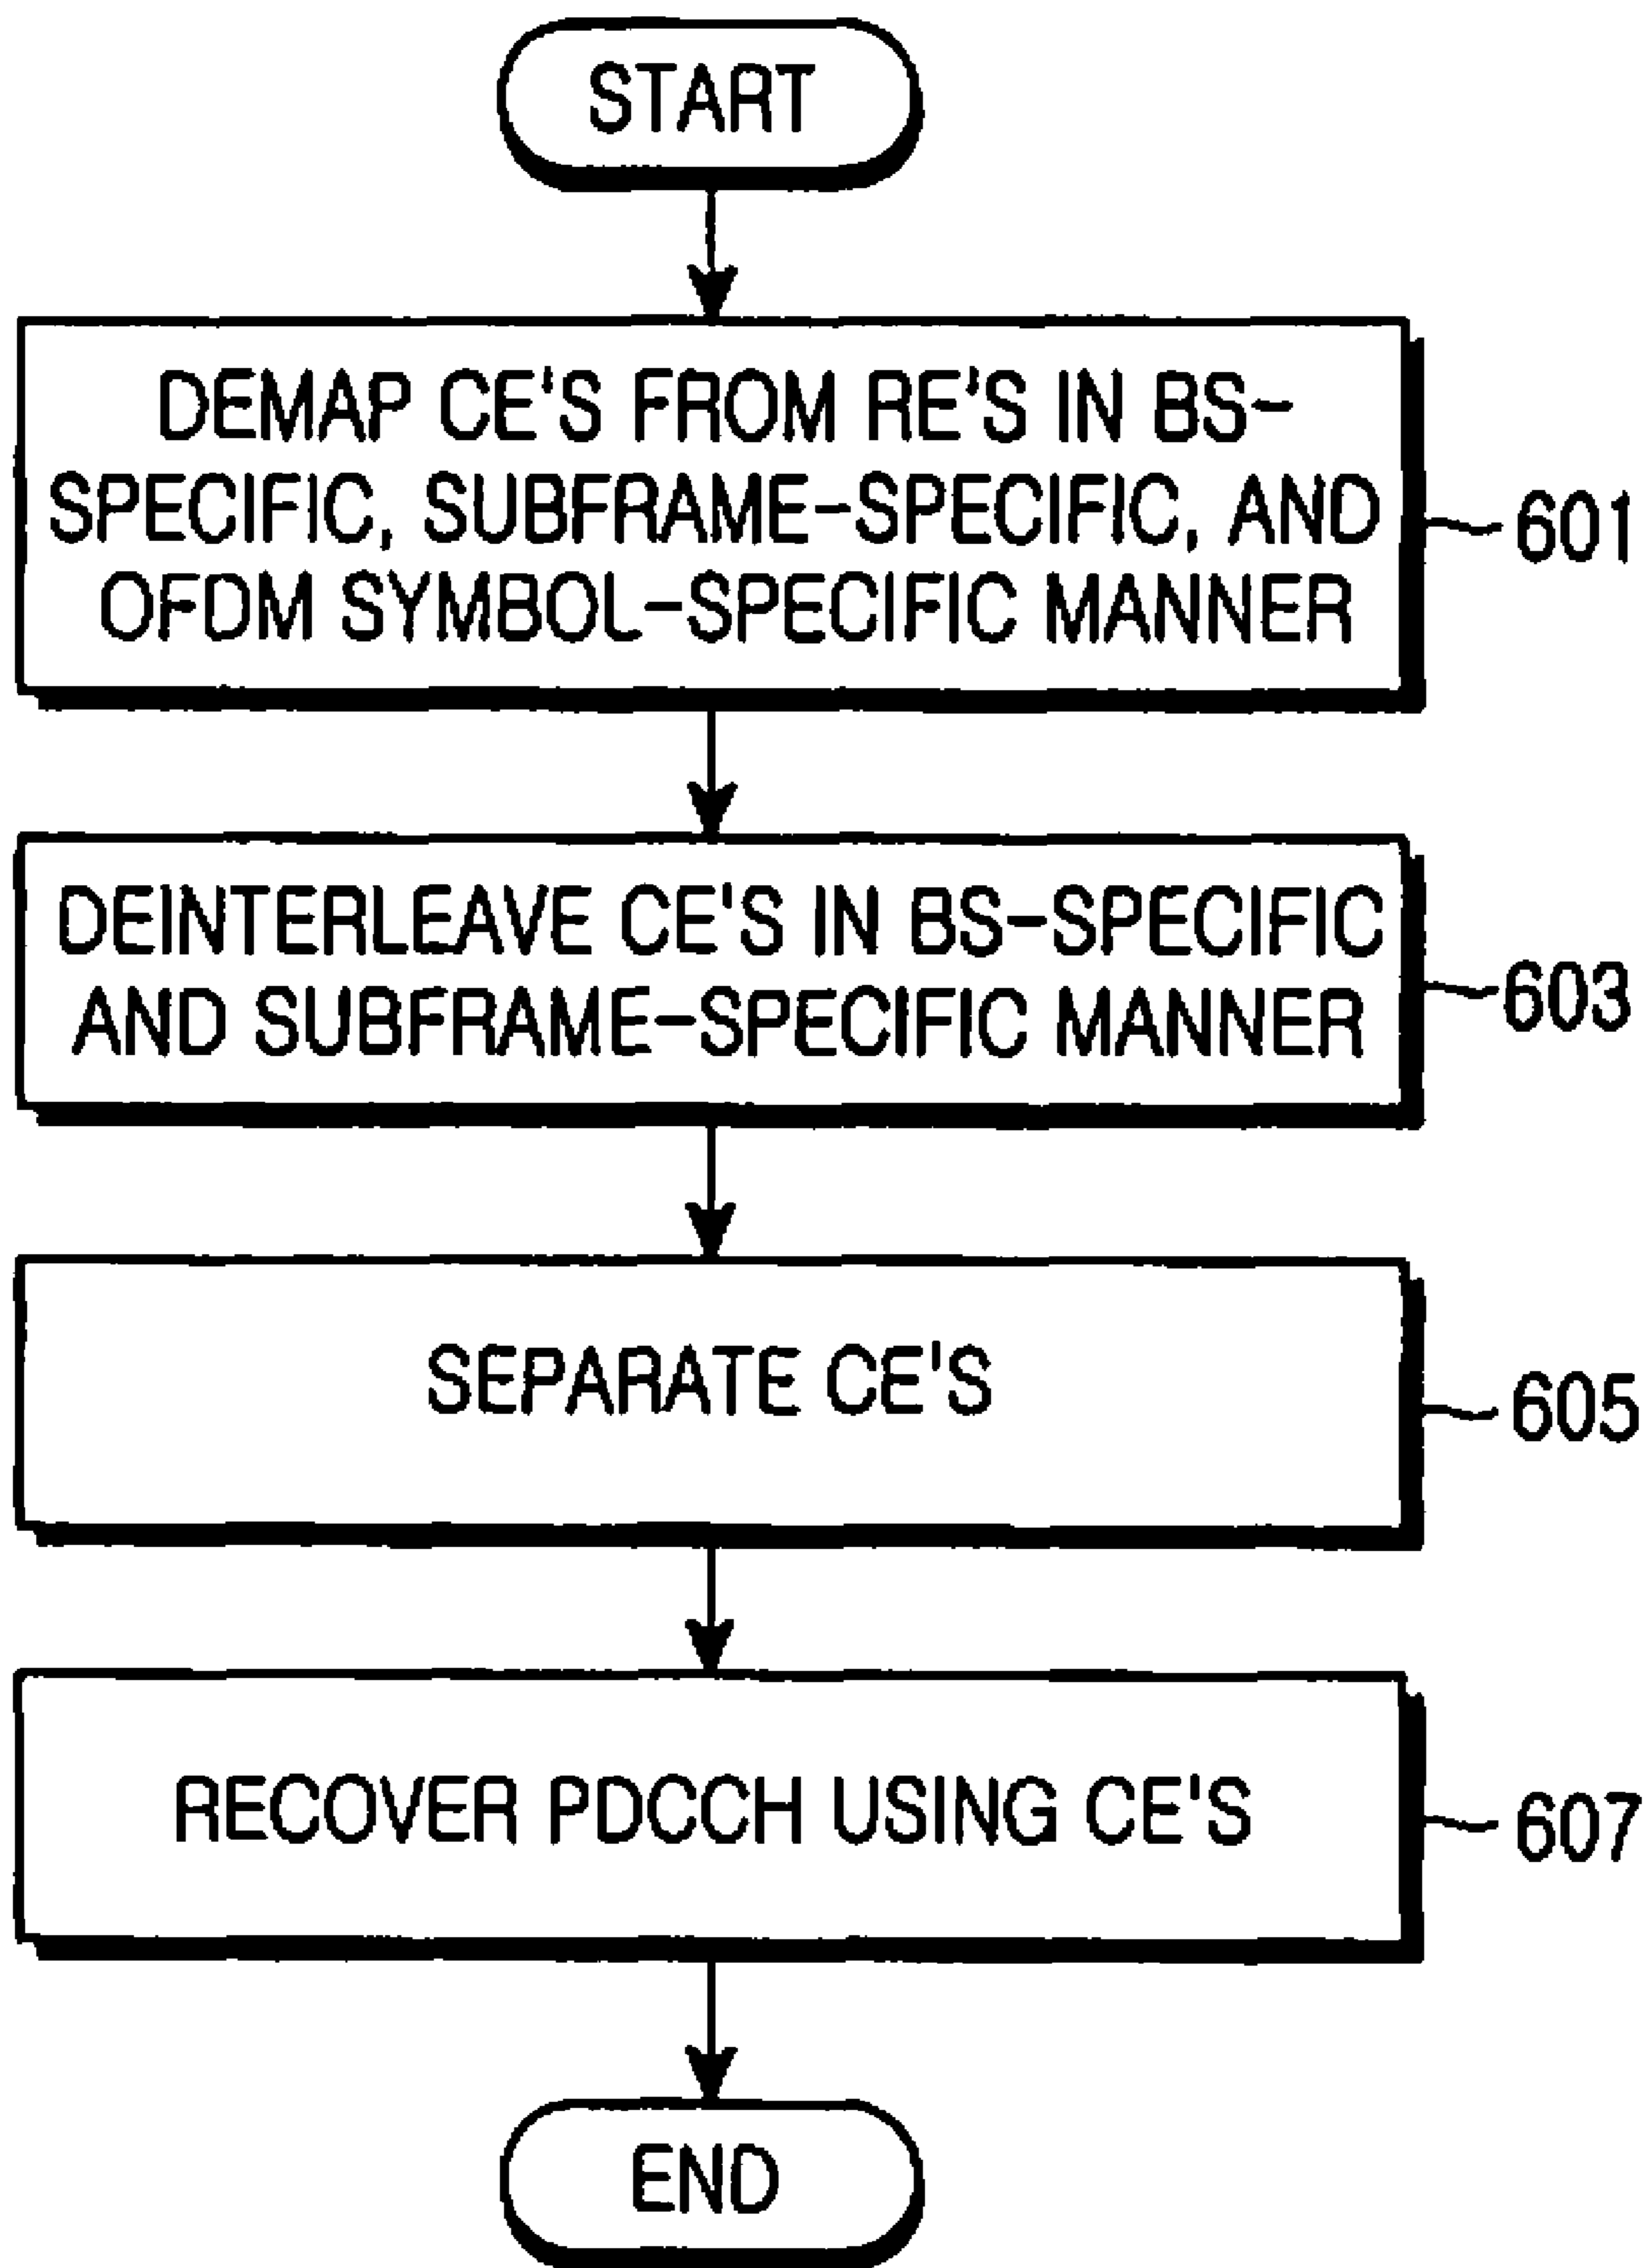 START
DEMAP CE'S FROM RE'S IN BS-
SPECIFIC, SUBFRAME-SPECIFIC, AND
OFDM SYMBOL-SPECIFIC MANNER
601
DEINTERLEAVE CE'S IN BS-SPECIFIC
AND SUBFRAME-SPECIFIC MANNER
603
SEPARATE CE'S
605
RECOVER PDCCH USING CE'S
607
END